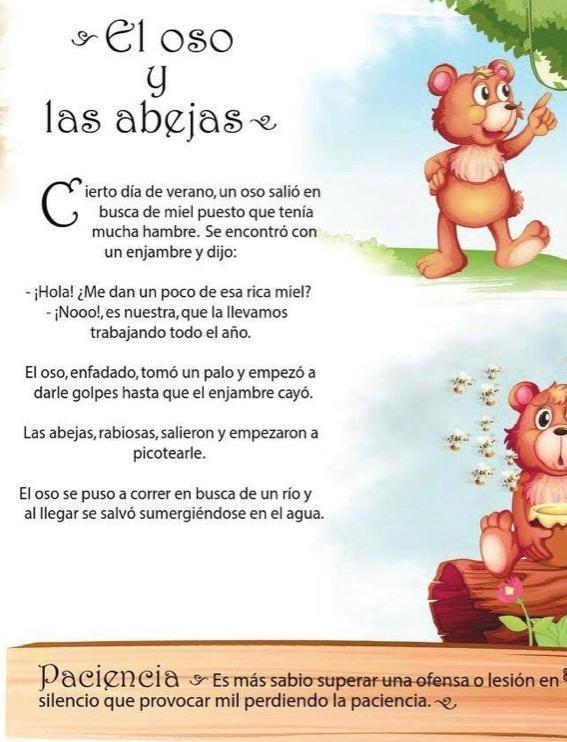 El oso
y
las abejas
Cierto día de verano, un oso salió en
busca de miel puesto que tenía
mucha hambre. Se encontró con
un enjambre y dijo:
- ¡Hola! ¿Me dan un poco de esa rica miel?
- ¡Nooo!, es nuestra, que la llevamos
trabajando todo el año.
El oso, enfadado, tomó un palo y empezó a
darle golpes hasta que el enjambre cayó.
Las abejas, rabiosas, salieron y empezaron a
picotearle.
El oso se puso a correr en busca de un río y
al llegar se salvó sumergiéndose en el agua.
Paciencia Es más sabio superar una ofensa o lesión en
silencio que provocar mil perdiendo la paciencia.